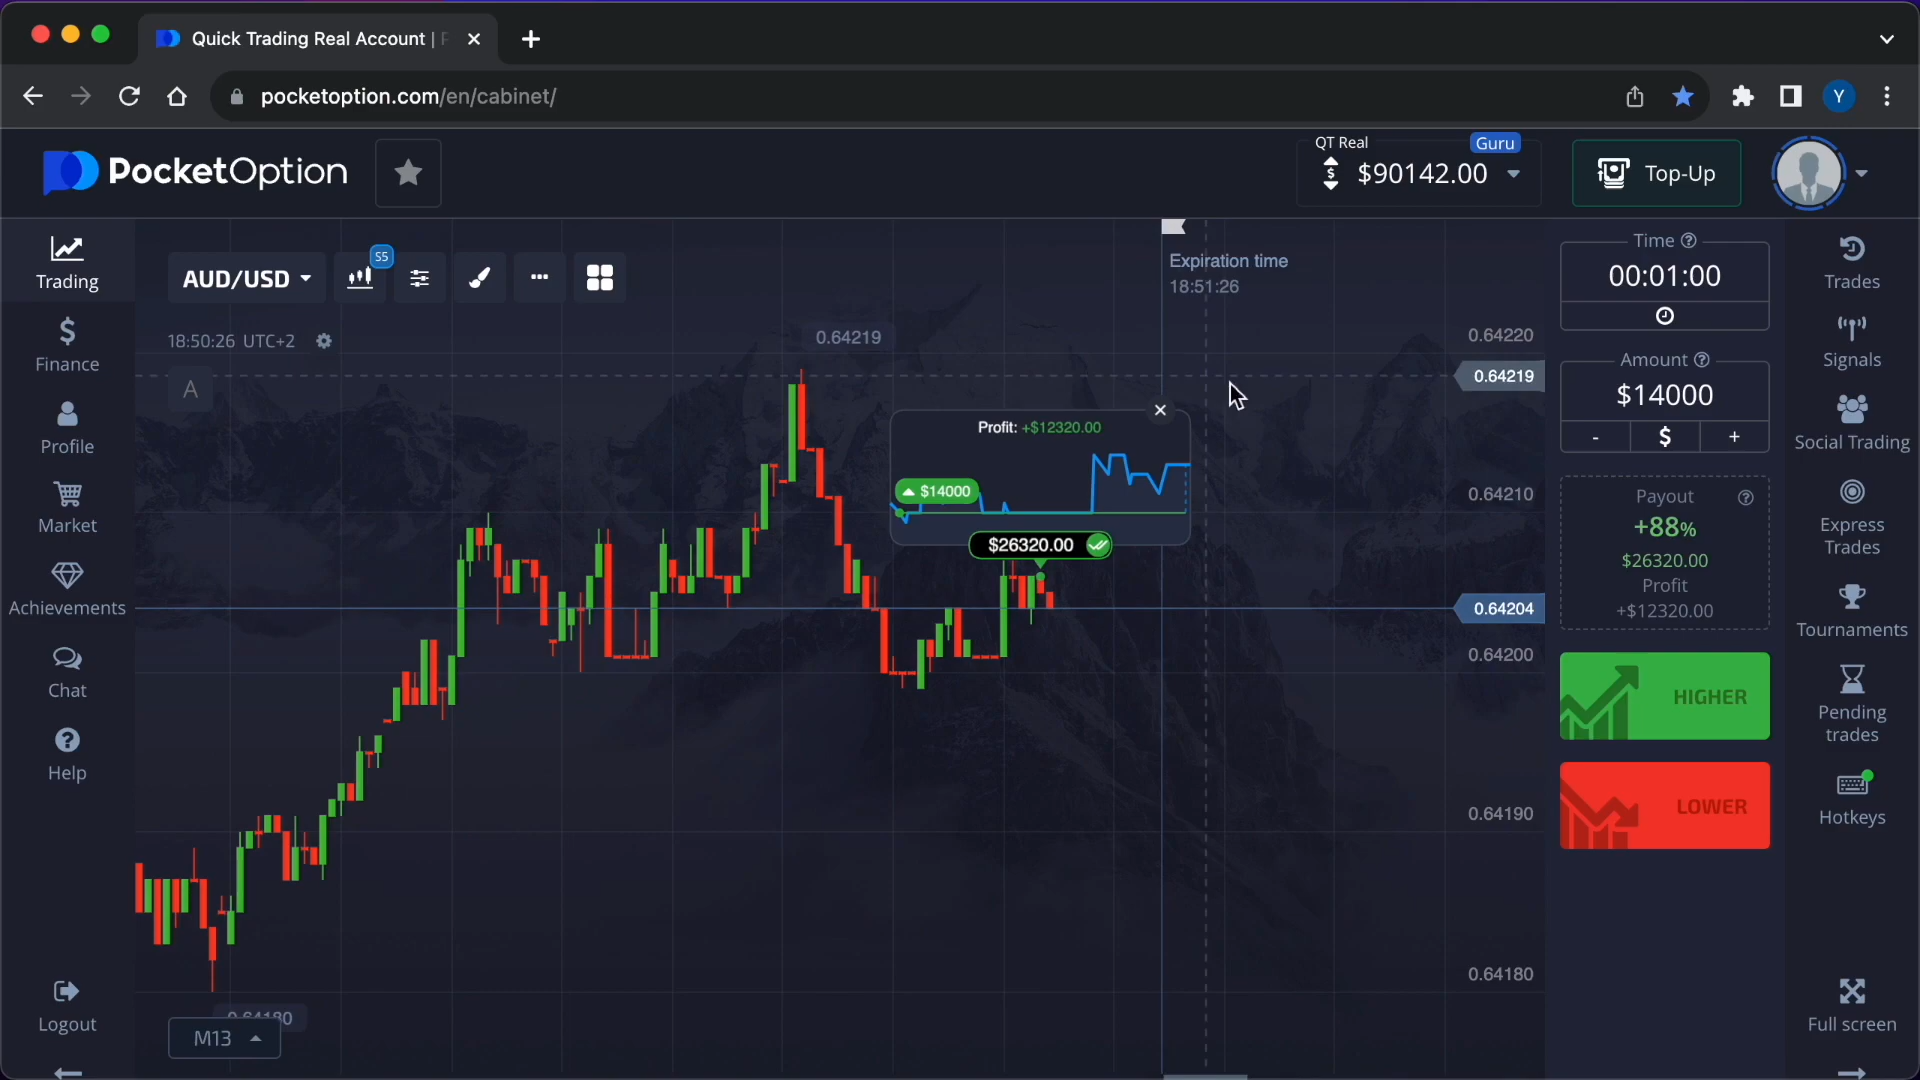 Quick Trading Real Account |
pocketoption.com/en/cabinet/
Y
PocketOption
QT Real
Guru
$90142.00
Top-Up
Trading
Finance
Profile
Market
Achievements
Chat
Help
Logout
AUD/USD
S5
18:50:26 UTC+2
A
Expiration time
18:51:26
0.64219
0.64220
0.64219
0.64210
0.64204
0.64200
0.64190
0.64180
Profit: +$12320.00
$14000
$26320.00
0.64180
M13
Time
00:01:00
Amount
$14000
- $ +
Payout
+88%
$26320.00
Profit
+$12320.00
HIGHER
LOWER
Trades
Signals
Social Trading
Express
Trades
Tournaments
Pending
trades
Hotkeys
Full screen